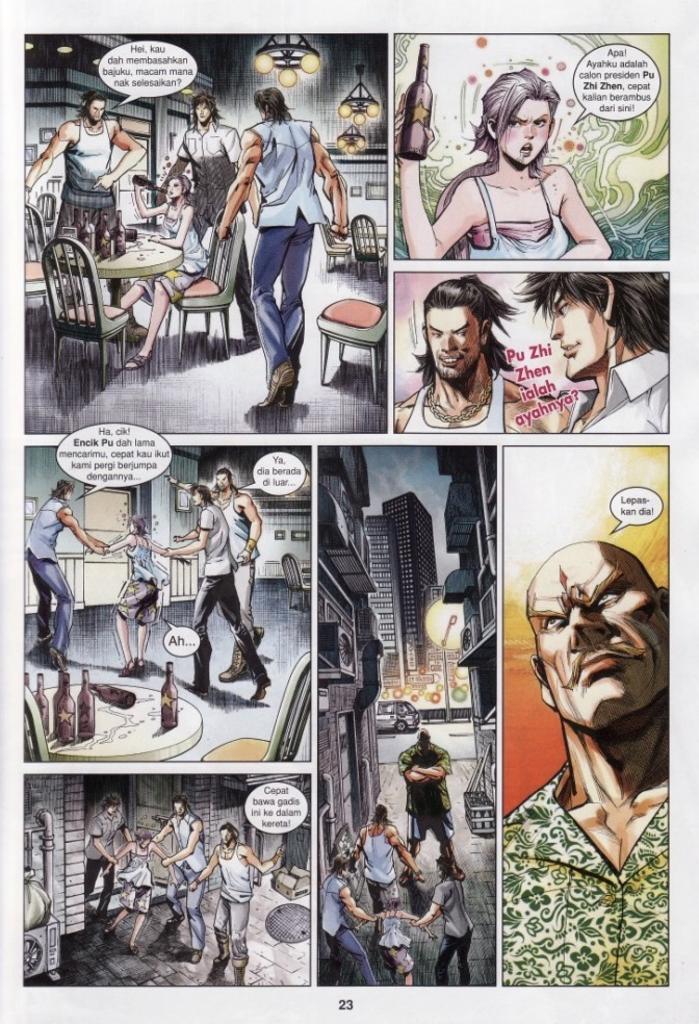 Hei, kau
dah membasahkan
bajuku, macam mana
nak selesaikan?
Apa!
Ayahku adalah
calon presiden Pu
Zhi Zhen, cepat
kalian berambus
dari sini!
Pu Zhi
Zhen
ialah
ayahnya?
Ha, cik!
Encik Pu dah lama
mencarimu, cepat kau ikut
kami pergi berjumpa
dengannya...
Ya,
dia berada
di luar...
Ah...
Cepat
bawa gadis
ini ke dalam
kereta!
Lepas-
kan dia!
23